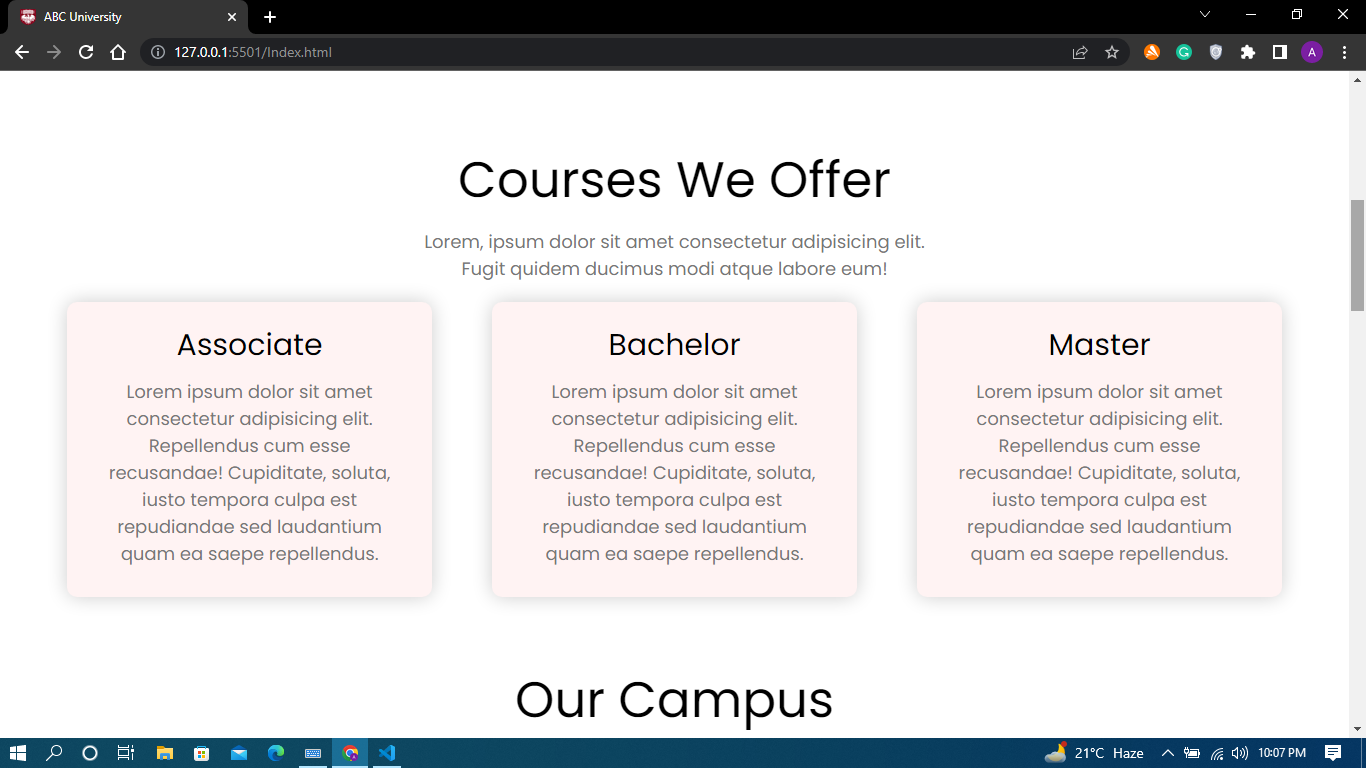 ABC University
127.0.0.1:5501/Index.html
A
Courses We Offer
Lorem, ipsum dolor sit amet consectetur adipisicing elit.
Fugit quidem ducimus modi atque labore eum!
Associate
Lorem ipsum dolor sit amet
consectetur adipisicing elit.
Repellendus cum esse
recusandae! Cupiditate, soluta,
iusto tempora culpa est
repudiandae sed laudantium
quam ea saepe repellendus.
Bachelor
Lorem ipsum dolor sit amet
consectetur adipisicing elit.
Repellendus cum esse
recusandae! Cupiditate, soluta,
iusto tempora culpa est
repudiandae sed laudantium
quam ea saepe repellendus.
Master
Lorem ipsum dolor sit amet
consectetur adipisicing elit.
Repellendus cum esse
recusandae! Cupiditate, soluta,
iusto tempora culpa est
repudiandae sed laudantium
quam ea saepe repellendus.
Our Campus
21°C Haze
10:07 PM